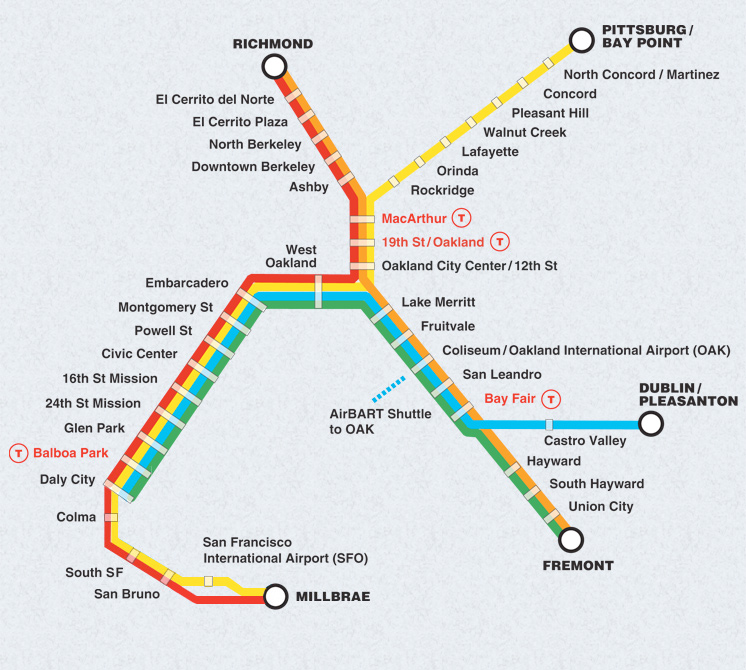 PITTSBURG /
BAY POINT
RICHMOND
North Concord / Martinez
El Cerrito del Norte
Concord
El Cerrito Plaza
Pleasant Hill
North Berkeley
Walnut Creek
Downtown Berkeley
Lafayette
Ashby
Orinda
Rockridge
MacArthur T
19th St / Oakland T
West
Oakland
Oakland City Center / 12th St
Embarcadero
Lake Merritt
Montgomery St
Fruitvale
Powell St
Coliseum / Oakland International Airport (OAK)
Civic Center
San Leandro
16th St Mission
DUBLIN /
PLEASANTON
24th St Mission
Bay Fair T
AirBART Shuttle
to OAK
Glen Park
Castro Valley
T Balboa Park
Hayward
Daly City
South Hayward
Union City
Colma
San Francisco
International Airport (SFO)
FREMONT
South SF
San Bruno
MILLBRAE